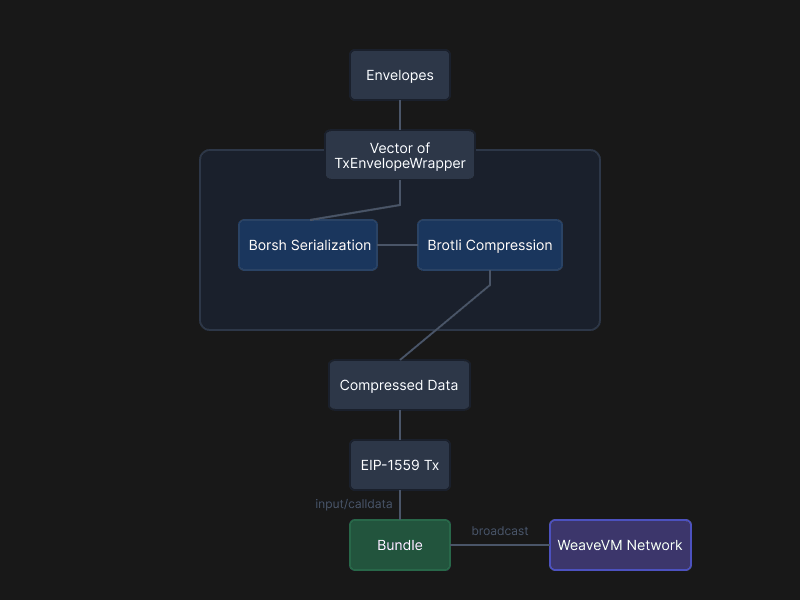 Envelopes
Vector of
TxEnvelopeWrapper
Borsh Serialization
Brotli Compression
Compressed Data
EIP-1559 Tx
input/calldata
broadcast
Bundle
WeaveVM Network